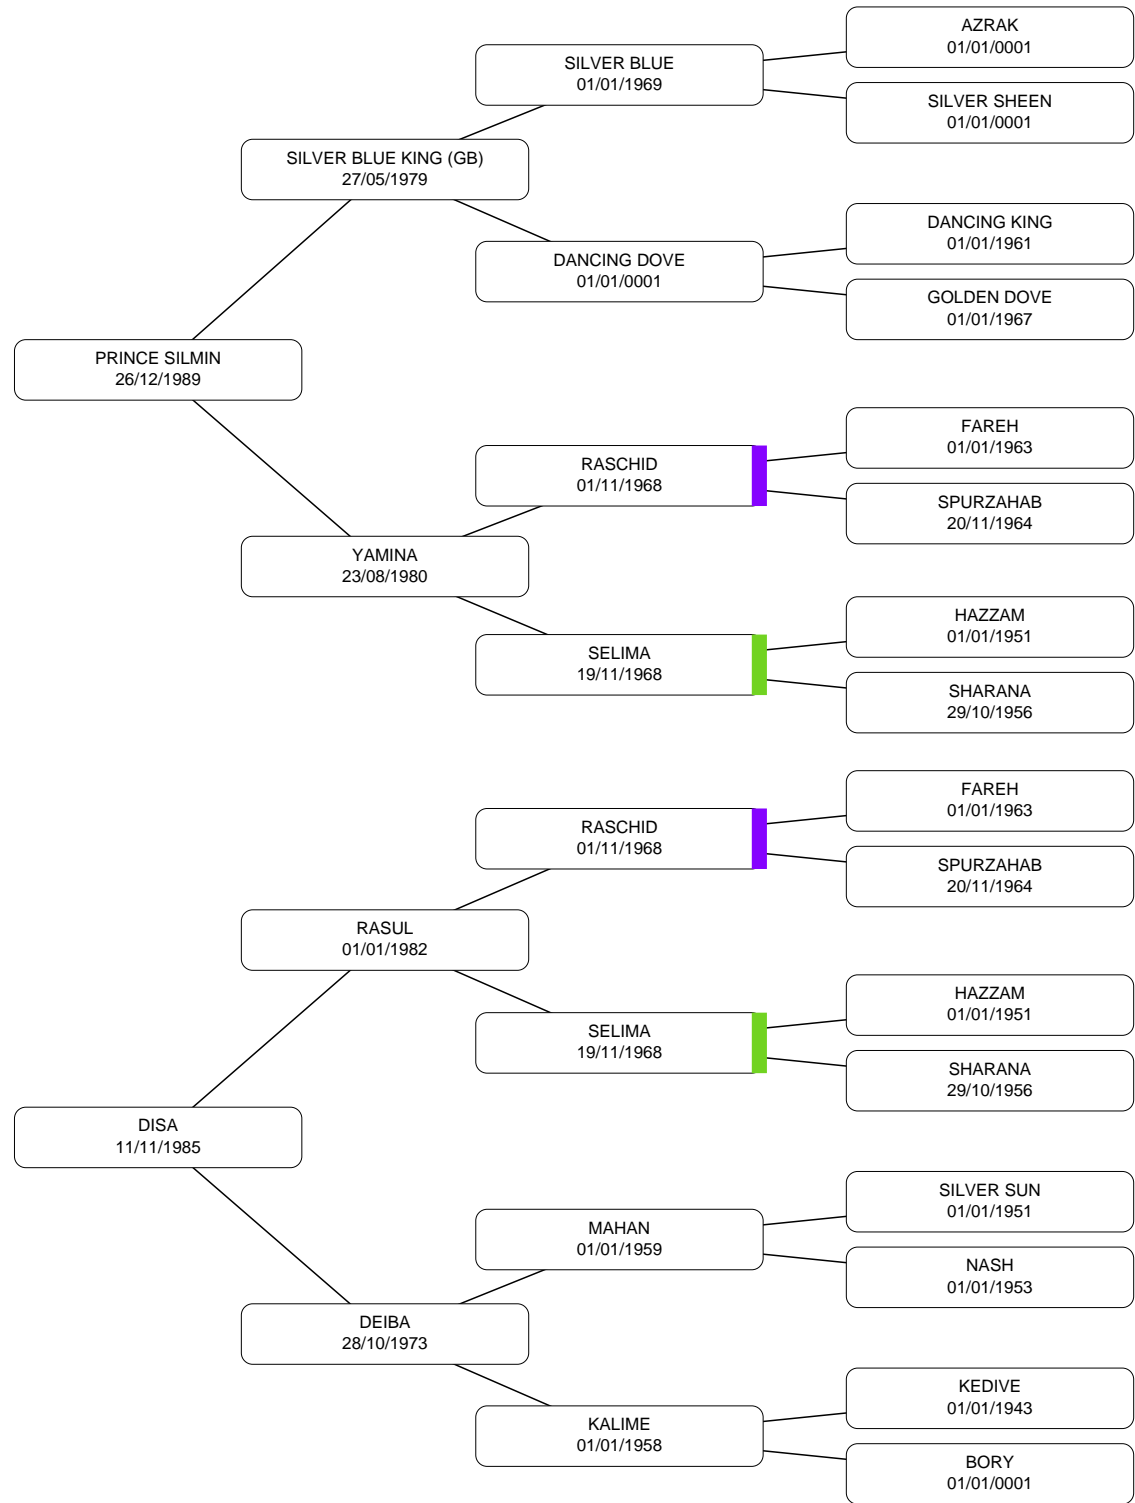 AZRAK
01/01/0001
SILVER BLUE
01/01/1969
SILVER SHEEN
01/01/0001
SILVER BLUE KING (GB)
27/05/1979
DANCING KING
01/01/1961
DANCING DOVE
01/01/0001
GOLDEN DOVE
01/01/1967
PRINCE SILMIN
26/12/1989
FAREH
01/01/1963
RASCHID
01/11/1968
SPURZAHAB
20/11/1964
YAMINA
23/08/1980
HAZZAM
01/01/1951
SELIMA
19/11/1968
SHARANA
29/10/1956
FAREH
01/01/1963
RASCHID
01/11/1968
SPURZAHAB
20/11/1964
RASUL
01/01/1982
HAZZAM
01/01/1951
SELIMA
19/11/1968
SHARANA
29/10/1956
DISA
11/11/1985
SILVER SUN
01/01/1951
MAHAN
01/01/1959
NASH
01/01/1953
DEIBA
28/10/1973
KEDIVE
01/01/1943
KALIME
01/01/1958
BORY
01/01/0001